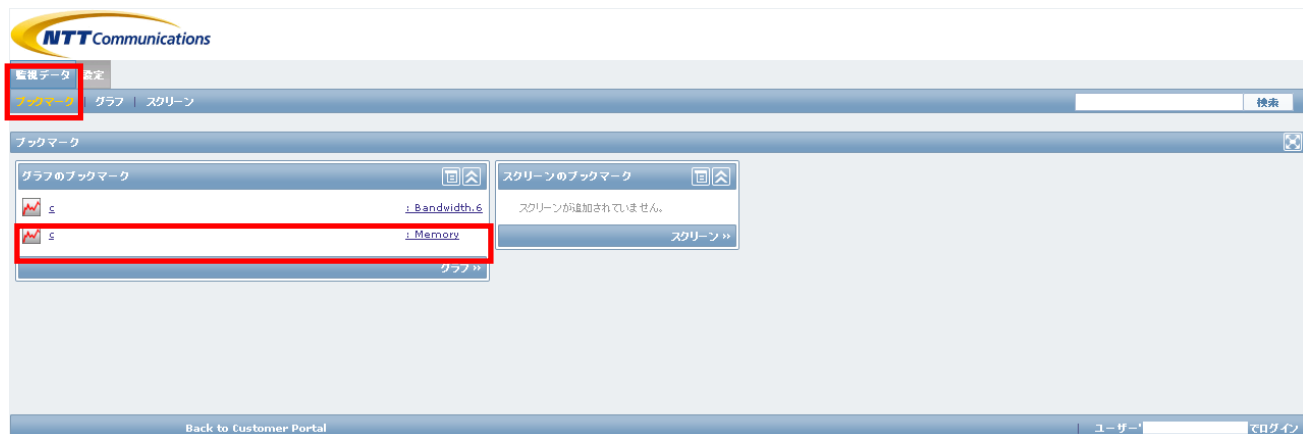 NTT Communications
監視データ 設定
ブックマーク | グラフ | スクリーン 検索
ブックマーク
グラフのブックマーク
c : Bandwidth.6
c : Memory
グラフ »
スクリーンのブックマーク
スクリーンが追加されていません。
スクリーン »
Back to Customer Portal | ユーザー' でログイン